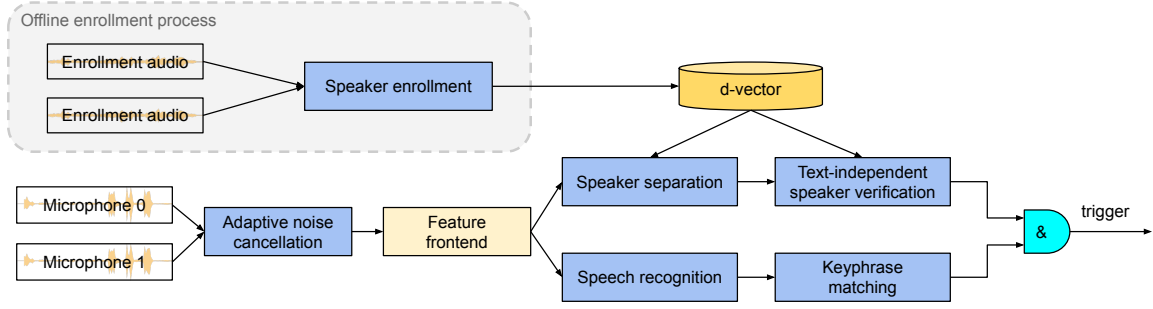 Offline enrollment process
Enrollment audio
Enrollment audio
Speaker enrollment
d-vector
Microphone 0
Microphone 1
Adaptive noise
cancellation
Feature
frontend
Speaker separation
Text-independent
speaker verification
Speech recognition
Keyphrase
matching
&
trigger